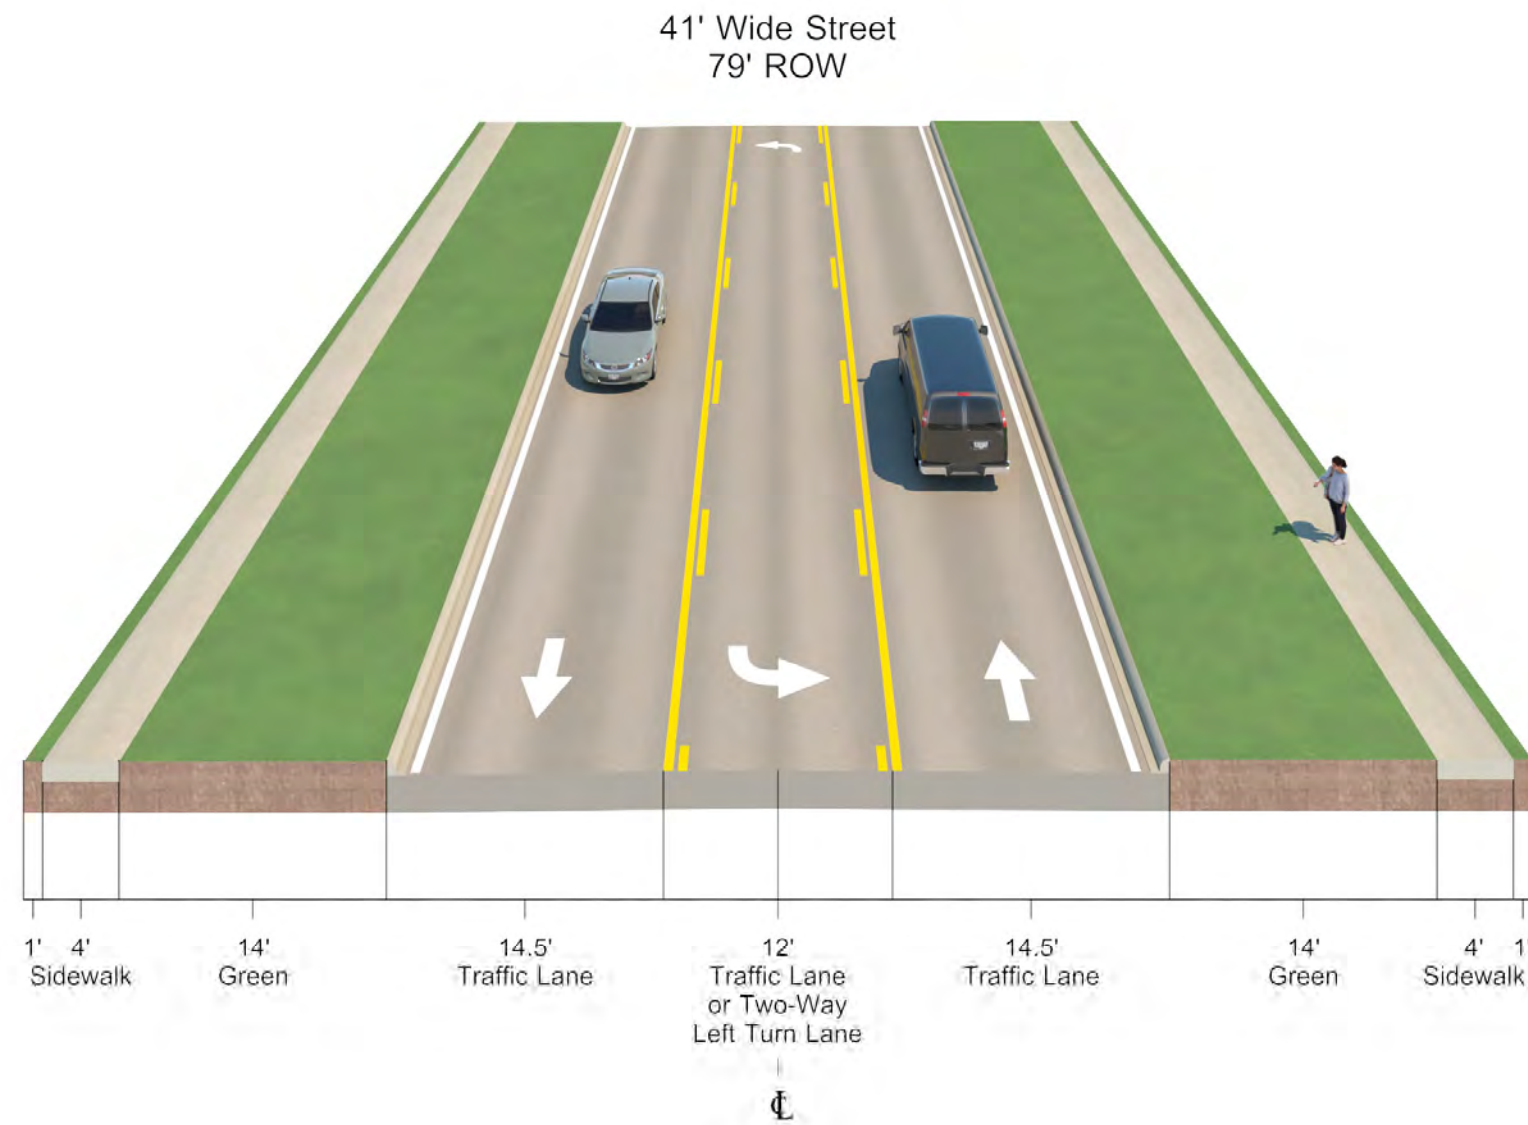 41' Wide Street
79' ROW
1' 4' 14' 14.5' 12' 14.5' 14' 4' 1'
Sidewalk Green Traffic Lane Traffic Lane Traffic Lane Green Sidewalk
or Two-Way
Left Turn Lane
℄